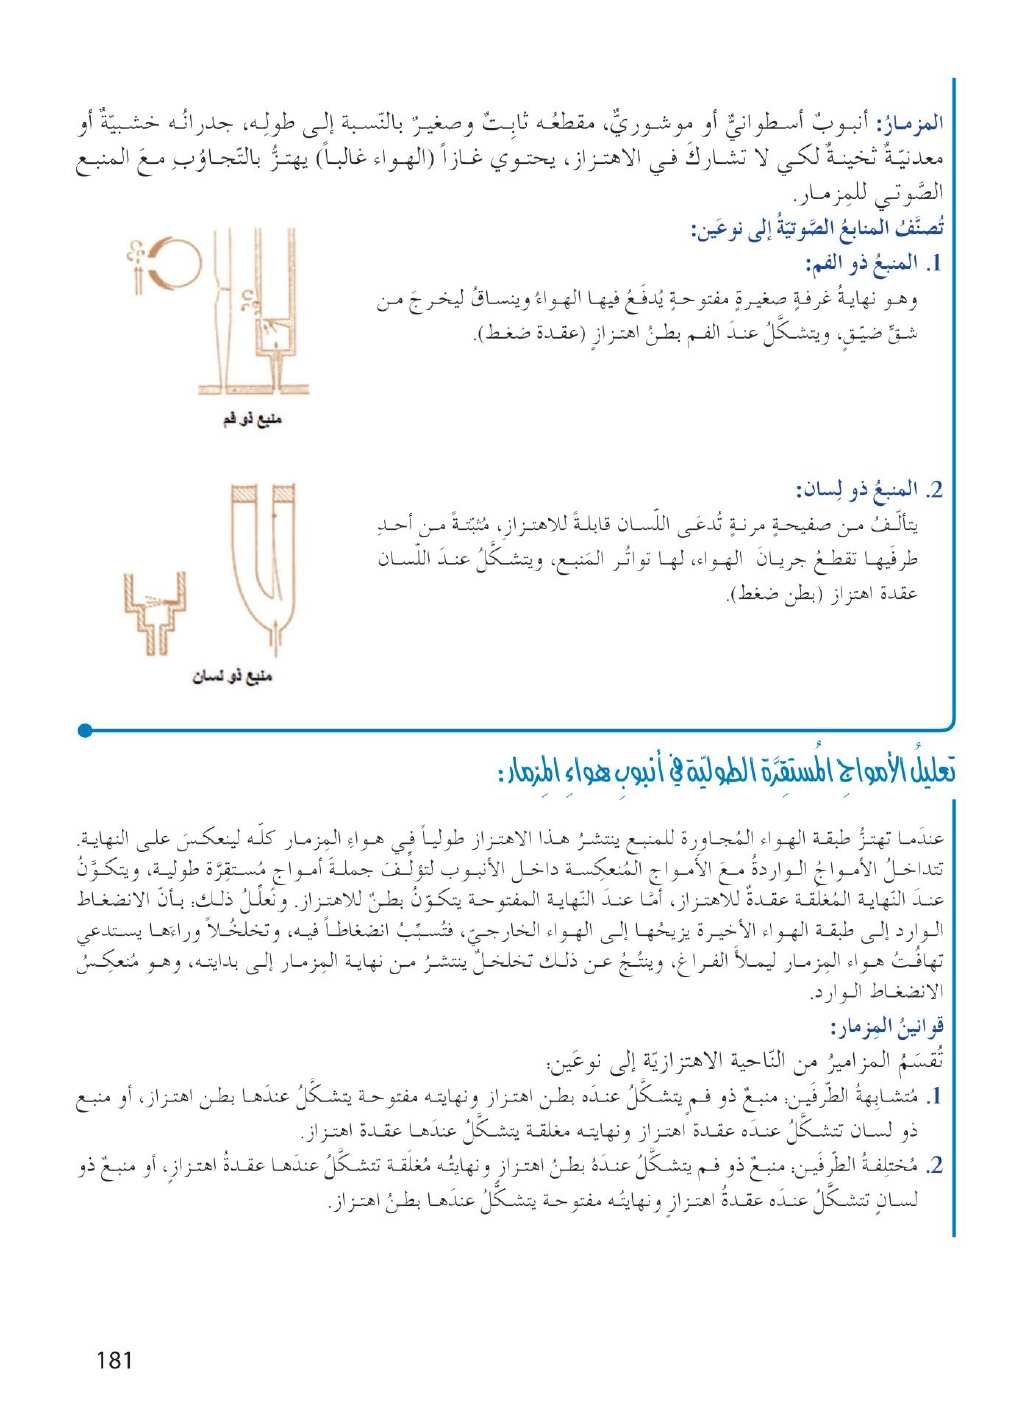 المزمارُ: أنبوبٌ أسطوانيٌّ أو موشوريٌّ، مقطعُه ثابِتٌ وصغيرٌ بالنّسبة إلى طولِه، جدرانُه خشبيّةٌ أو
معدنيّةٌ ثخينةٌ لكي لا تشاركَ في الاهتزاز، يحتوي غازاً (الهواء غالباً) يهتزُّ بالتّجاوُبِ معَ المنبع
الصَّوتي للمِزمار.
تُصنَّفُ المنابعُ الصَّوتيّةُ إلى نوعَين:
1. المنبعُ ذو الفم:
وهو نهايةُ غرفةٍ صغيرةٍ مفتوحةٍ يُدفَعُ فيها الهواءُ وينساقُ ليخرجَ من
شقٍّ ضيّقٍ، ويتشكَّلُ عندَ الفم بطنُ اهتزازٍ (عقدة ضغط).
منبع ذو فم
2. المنبعُ ذو لِسان:
يتألّفُ من صفيحةٍ مرنةٍ تُدعَى اللّسان قابلةً للاهتزازِ، مُثبّتةً من أحدِ
طرفَيها تقطعُ جريانَ الهواء، لها تواتُر المَنبع، ويتشكَّلُ عندَ اللّسان
عقدة اهتزاز (بطن ضغط).
منبع ذو لسان
تعليلُ الأمواجِ المُستقِرَّة الطوليّة في أنبوبِ هواءِ المِزمار:
عندَما تهتزُّ طبقة الهواء المُجاوِرة للمنبع ينتشرُ هذا الاهتزاز طولياً في هواءِ المِزمار كلّه لينعكسَ على النهاية.
تتداخلُ الأمواجُ الواردةُ معَ الأمواج المُنعكِسة داخل الأنبوب لتؤلّفَ جملةَ أمواجٍ مُستقِرَّة طولية، ويتكوَّنُ
عندَ النّهاية المُغلَقة عقدةٌ للاهتزاز، أمّا عندَ النّهاية المفتوحة يتكوّنُ بطنٌ للاهتزاز. ونُعلّلُ ذلك: بأنّ الانضغاط
الوارد إلى طبقة الهواء الأخيرة يزيحُها إلى الهواء الخارجيّ، فتُسبِّبُ انضغاطاً فيه، وتخلخُلاً وراءَها يستدعي
تهافُتُ هواء المِزمار ليملأَ الفراغ، وينتُجُ عن ذلك تخلخلٌ ينتشرُ من نهاية المِزمار إلى بدايته، وهو مُنعكِسُ
الانضغاط الوارد.
قوانينُ المِزمار:
تُقسَمُ المزاميرُ من النّاحية الاهتزازيّة إلى نوعَين:
1. مُتشابِهةُ الطّرفَين: منبعٌ ذو فم يتشكَّلُ عندَه بطن اهتزاز ونهايته مفتوحة يتشكَّلُ عندَها بطن اهتزاز، أو منبع
ذو لسان تتشكَّلُ عندَه عقدة اهتزاز ونهايته مغلقة يتشكَّلُ عندَها عقدة اهتزاز.
2. مُختلِفةُ الطّرفَين: منبعٌ ذو فم يتشكَّلُ عندَهُ بطنُ اهتزازٍ ونهايتُه مُغلَقة تتشكَّلُ عندَها عقدةُ اهتزازٍ، أو منبعٌ ذو
لسانٍ تتشكَّلُ عندَه عقدةُ اهتزازٍ ونهايتُه مفتوحة يتشكَّلُ عندَها بطنُ اهتزاز.
181